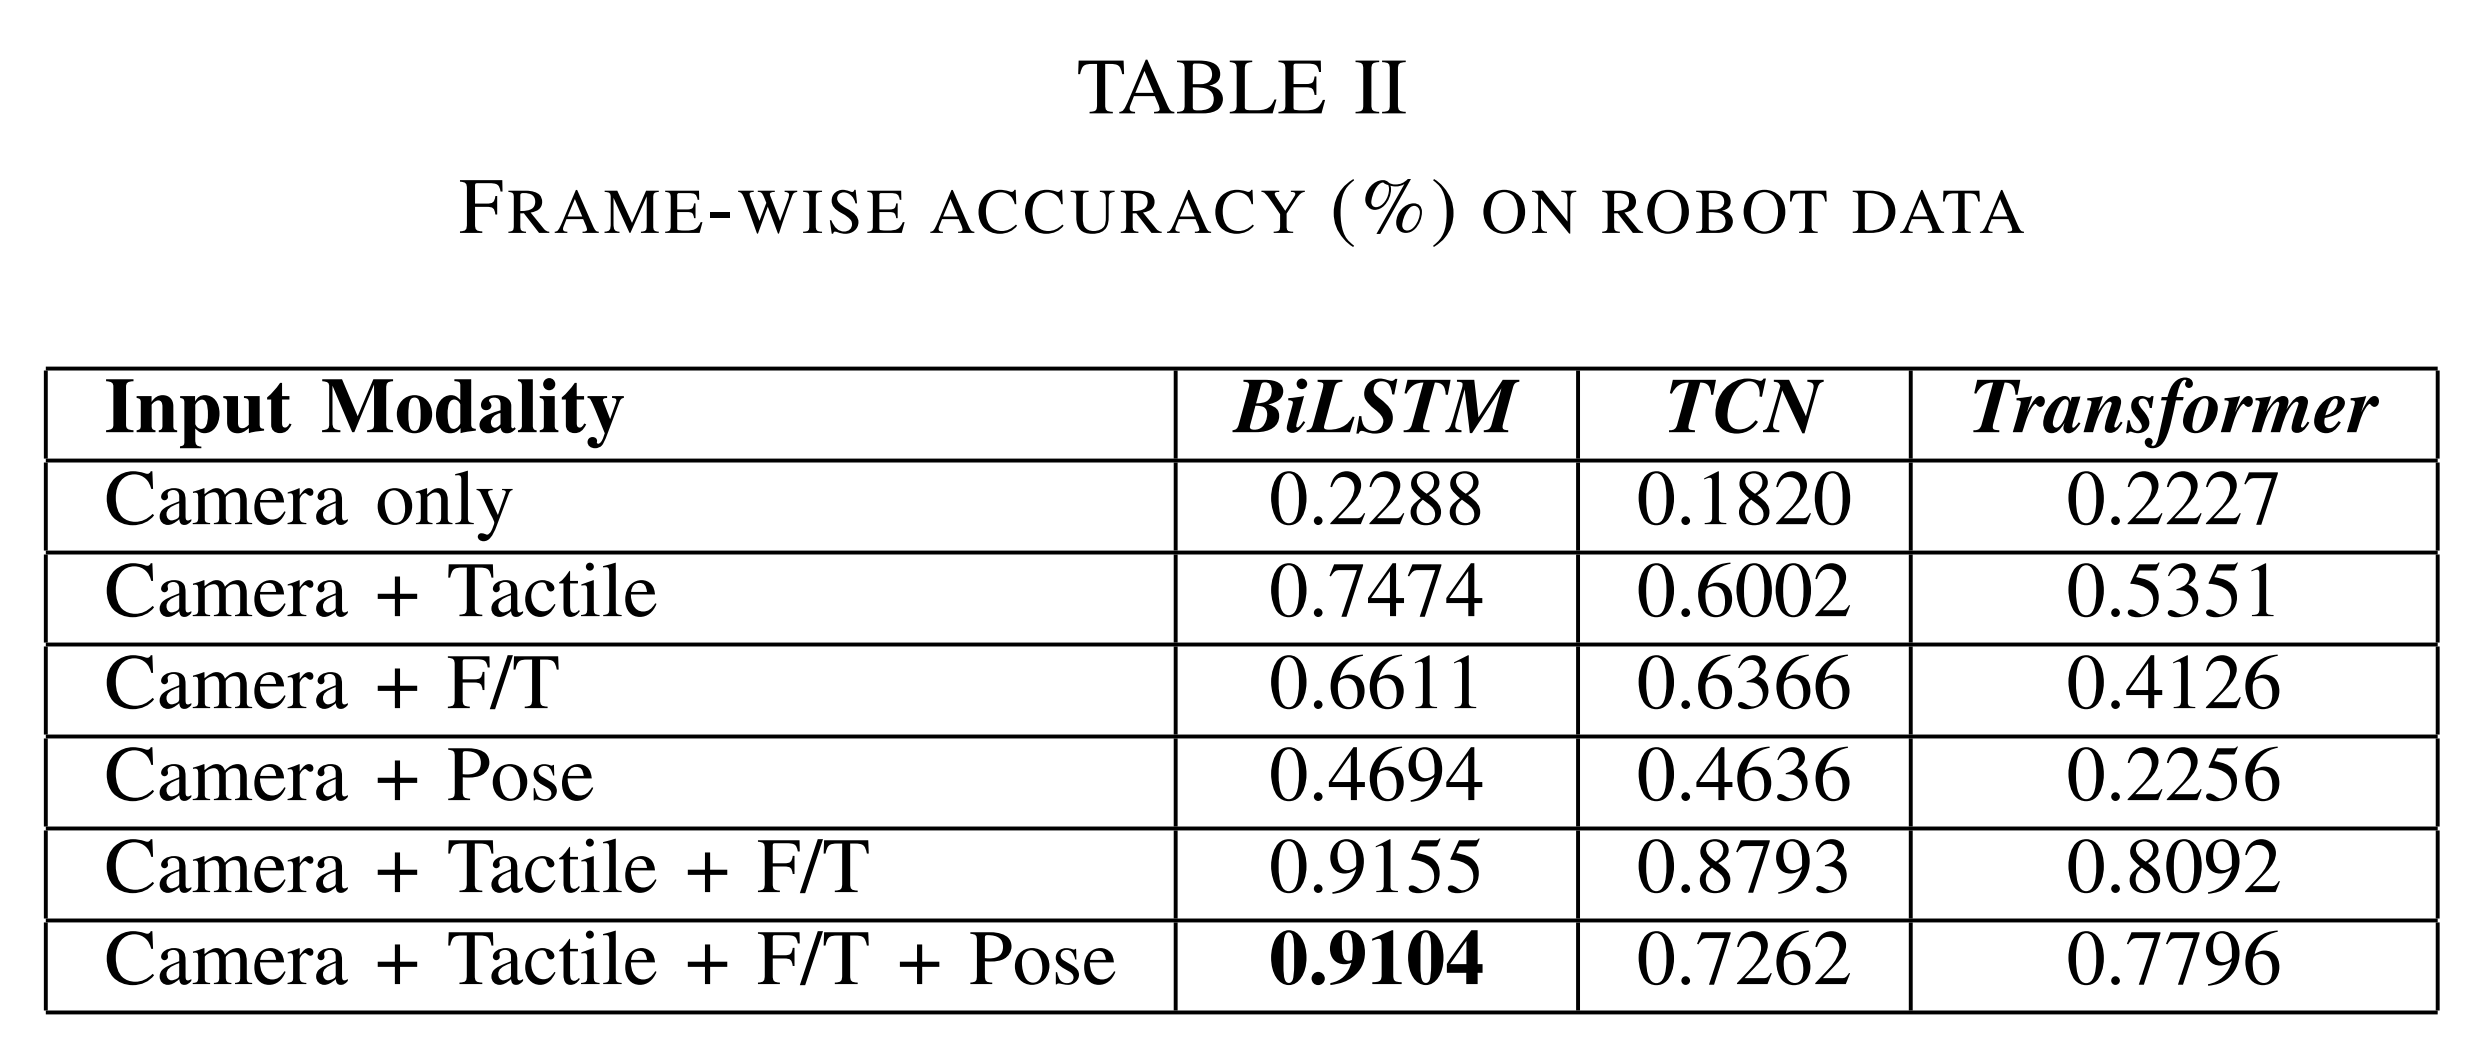 TABLE II
FRAME-WISE ACCURACY (%) ON ROBOT DATA
Input Modality BiLSTM TCN Transformer
Camera only 0.2288 0.1820 0.2227
Camera + Tactile 0.7474 0.6002 0.5351
Camera + F/T 0.6611 0.6366 0.4126
Camera + Pose 0.4694 0.4636 0.2256
Camera + Tactile + F/T 0.9155 0.8793 0.8092
Camera + Tactile + F/T + Pose 0.9104 0.7262 0.7796